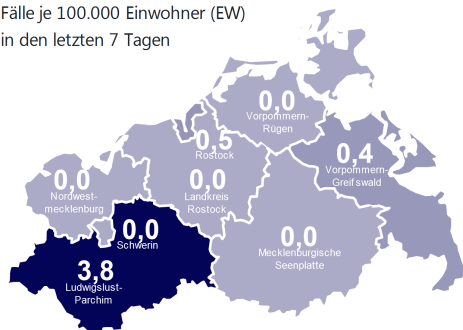 Fälle je 100.000 Einwohner (EW)
in den letzten 7 Tagen
0,0
Vorpommern-
Rügen
0,5
Rostock
0,4
Vorpommern-
Greifswald
0,0
Nordwest-
mecklenburg
0,0
Landkreis
Rostock
0,0
Schwerin
0,0
Mecklenburgische
Seenplatte
3,8
Ludwigslust-
Parchim